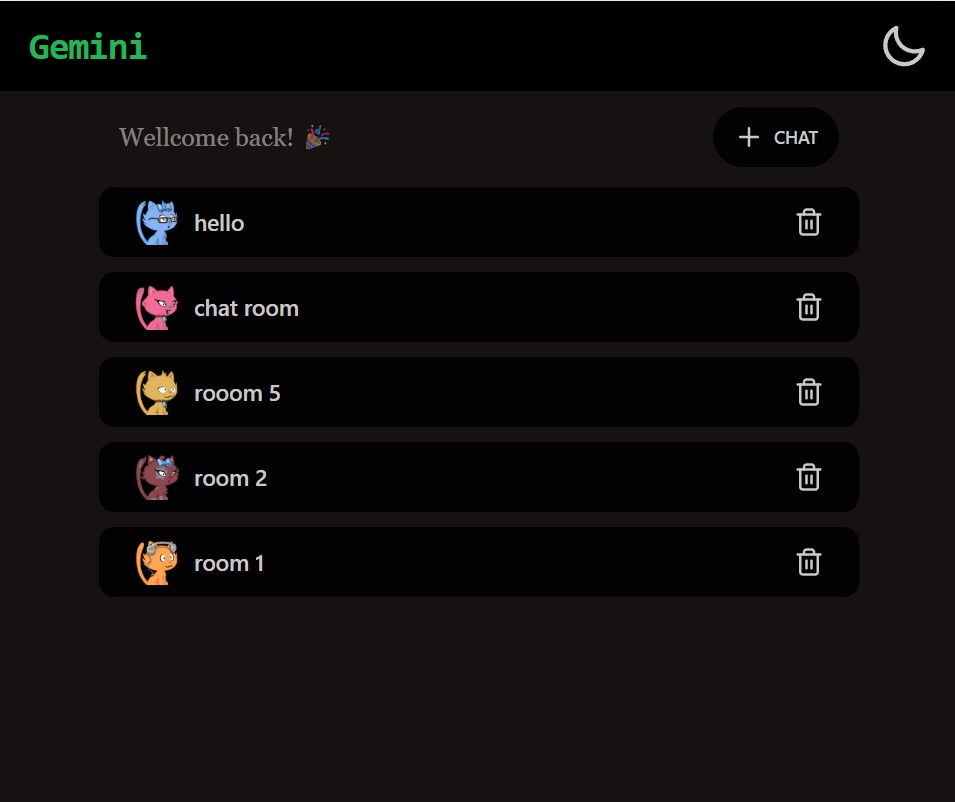 Gemini
Wellcome back! 🎉
CHAT
hello
chat room
rooom 5
room 2
room 1